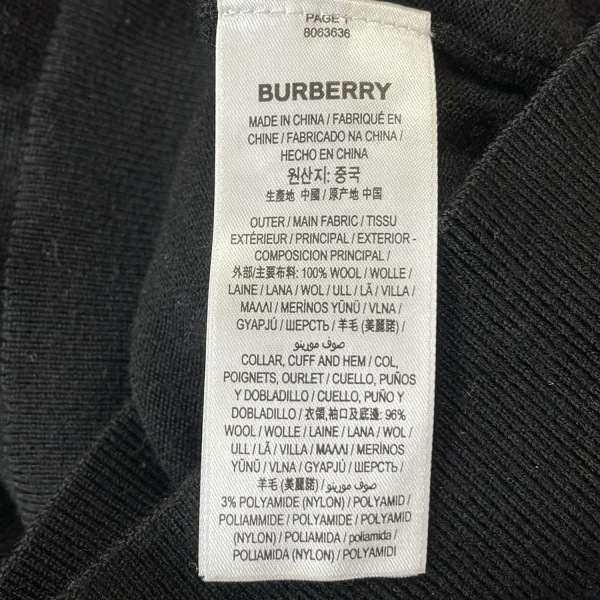 PAGE 1
8063636
BURBERRY
MADE IN CHINA / FABRIQUÉ EN
CHINE / FABRICADO NA CHINA /
HECHO EN CHINA
원산지: 중국
生產地 中國 / 原产地 中国
OUTER / MAIN FABRIC / TISSU
EXTÉRIEUR / PRINCIPAL / EXTERIOR -
COMPOSICION PRINCIPAL /
外部/主要布料: 100% WOOL / WOLLE /
LAINE / LANA / WOL / ULL / LÃ / VILLA /
ΜΑΛΛΙ / MERİNOS YÜNÜ / VLNA /
GYAPJÚ / ШЕРСТЬ / 羊毛 (美麗諾) /
صوف مورينو
COLLAR, CUFF AND HEM / COL,
POIGNETS, OURLET / CUELLO, PUÑOS
Y DOBLADILLO / CUELLO, PUÑO Y
DOBLADILLO / 衣領,袖口及底邊: 96%
WOOL / WOLLE / LAINE / LANA / WOL /
ULL / LÃ / VILLA / ΜΑΛΛΙ / MERİNOS
YÜNÜ / VLNA / GYAPJÚ / ШЕРСТЬ /
羊毛 (美麗諾) / صوف مورينو
3% POLYAMIDE (NYLON) / POLYAMID /
POLIAMMIDE / POLYAMIDE / POLYAMID
(NYLON) / POLIAMIDA / poliamida /
POLYAMIDI (NYLON) / POLYAMIDI